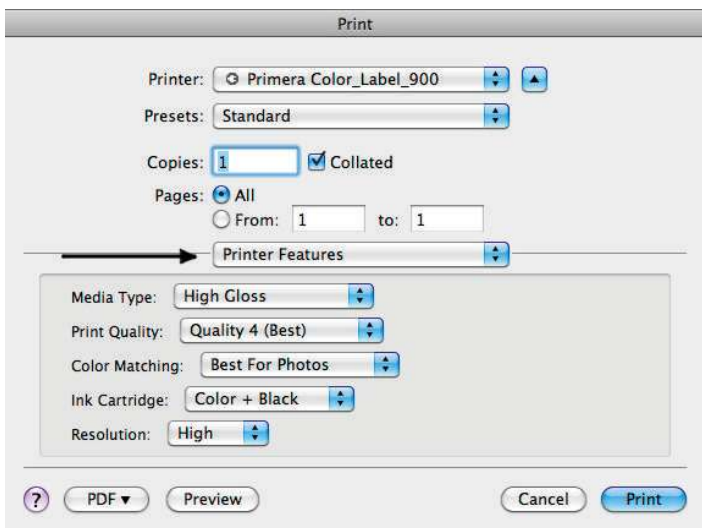 Print
Printer: Primera Color_Label_900
Presets: Standard
Copies: 1 Collated
Pages: All
From: 1 to: 1
Printer Features
Media Type: High Gloss
Print Quality: Quality 4 (Best)
Color Matching: Best For Photos
Ink Cartridge: Color + Black
Resolution: High
? PDF ▾ Preview Cancel Print